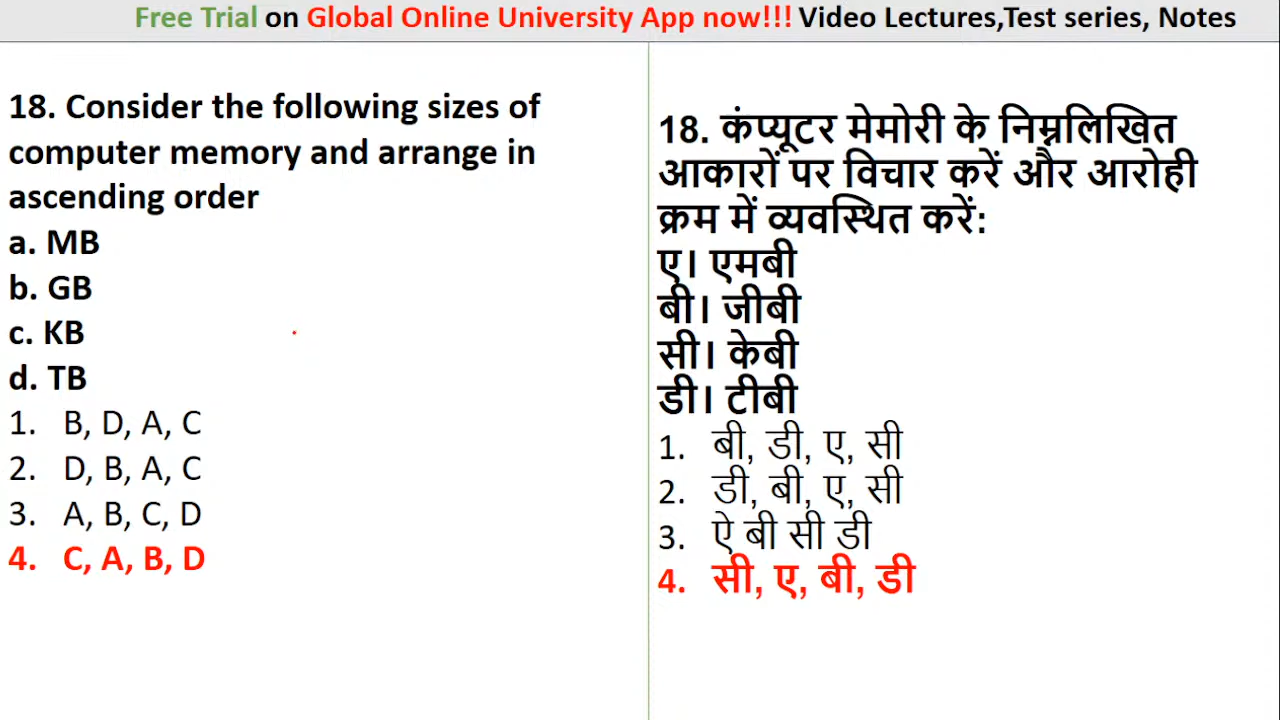 Free Trial on Global Online University App now!!! Video Lectures,Test series, Notes
18. Consider the following sizes of
computer memory and arrange in
ascending order
a. MB
b. GB
c. KB
d. TB
1. B, D, A, C
2. D, B, A, C
3. A, B, C, D
4. C, A, B, D
18. कंप्यूटर मेमोरी के निम्नलिखित
आकारों पर विचार करें और आरोही
क्रम में व्यवस्थित करें:
ए। एमबी
बी। जीबी
सी। केबी
डी। टीबी
1. बी, डी, ए, सी
2. डी, बी, ए, सी
3. ऐ बी सी डी
4. सी, ए, बी, डी